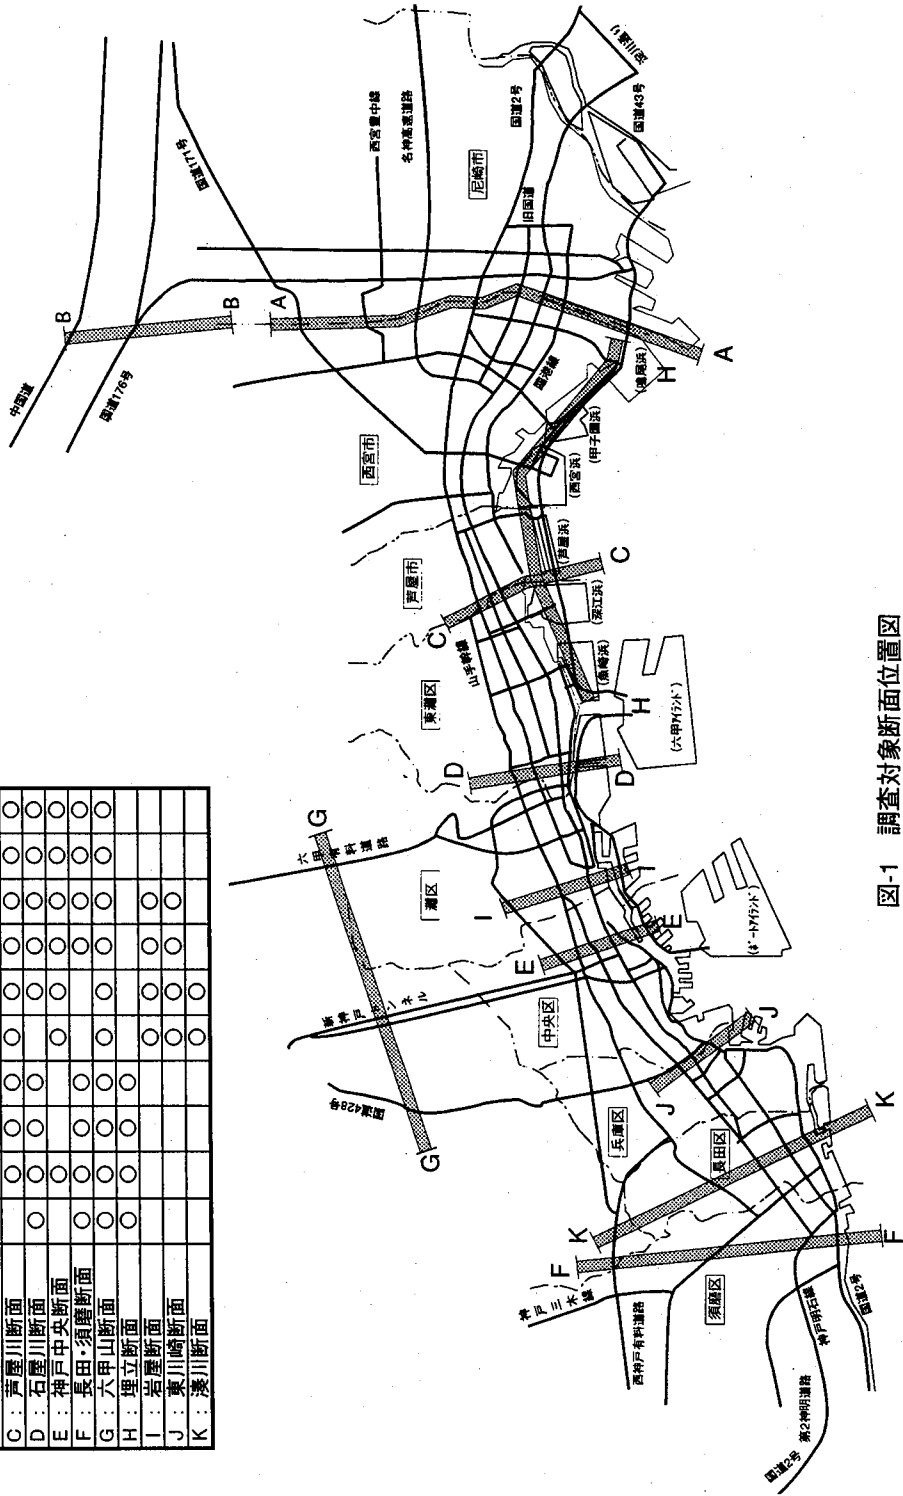 C : 芦屋川断面 ○ ○ ○ ○ ○ ○ ○ ○ ○
D : 石屋川断面 ○ ○ ○ ○ ○ ○ ○ ○ ○
E : 神戸中央断面 ○ ○ ○ ○ ○ ○ ○
F : 長田・須磨断面 ○ ○ ○ ○ ○ ○ ○ ○
G : 六甲山断面 ○ ○ ○ ○ ○ ○ ○ ○ ○ ○
H : 埋立断面 ○ ○ ○ ○
I : 岩屋断面 ○ ○ ○ ○
J : 東川崎断面 ○ ○ ○ ○
K : 湊川断面 ○ ○
中国道
国道176号
国道171号
西宮豊中線
名神高速道路
B
B
A
A
西宮市
尼崎市
国道2号
旧国道
国道43号
淀川通り
臨港線
芦屋市
東灘区
山手幹線
C
C
(鳴尾浜)
(甲子園浜)
(西宮浜)
(芦屋浜)
(深江浜)
(魚崎浜)
H
H
(六甲アイランド)
D
D
G
G
六甲有料道路
灘区
I
I
E
E
新神戸トンネル
中央区
(ポートアイランド)
国道428号
兵庫区
J
J
長田区
K
K
F
F
神戸三木線
須磨区
西神戸有料道路
神戸明石線
国道2号
第2神明道路
国道2号
図-1 調査対象断面位置図